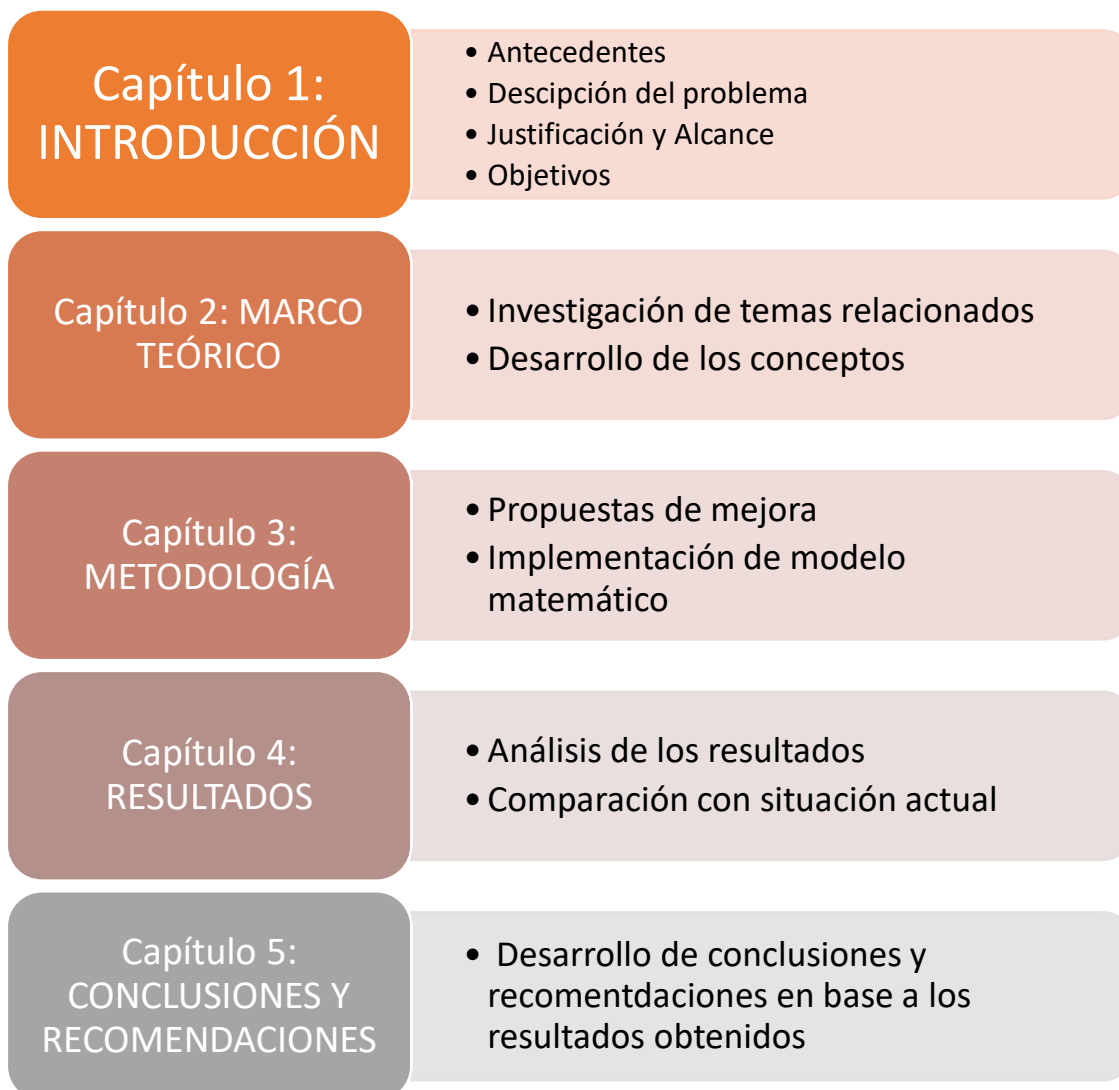 Capítulo 1:
INTRODUCCIÓN
• Antecedentes
• Descipción del problema
• Justificación y Alcance
• Objetivos
Capítulo 2: MARCO
TEÓRICO
• Investigación de temas relacionados
• Desarrollo de los conceptos
Capítulo 3:
METODOLOGÍA
• Propuestas de mejora
• Implementación de modelo
matemático
Capítulo 4:
RESULTADOS
• Análisis de los resultados
• Comparación con situación actual
Capítulo 5:
CONCLUSIONES Y
RECOMENDACIONES
• Desarrollo de conclusiones y
recomentdaciones en base a los
resultados obtenidos